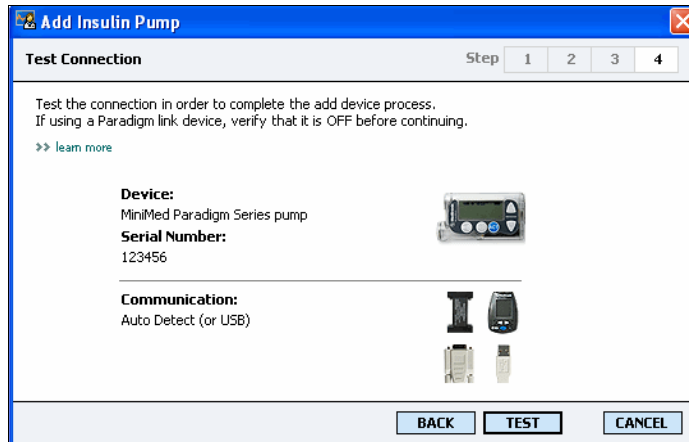 Add Insulin Pump
Test Connection
Step 1 2 3 4
Test the connection in order to complete the add device process.
If using a Paradigm link device, verify that it is OFF before continuing.
>> learn more
Device:
MiniMed Paradigm Series pump
Serial Number:
123456
Communication:
Auto Detect (or USB)
BACK TEST CANCEL